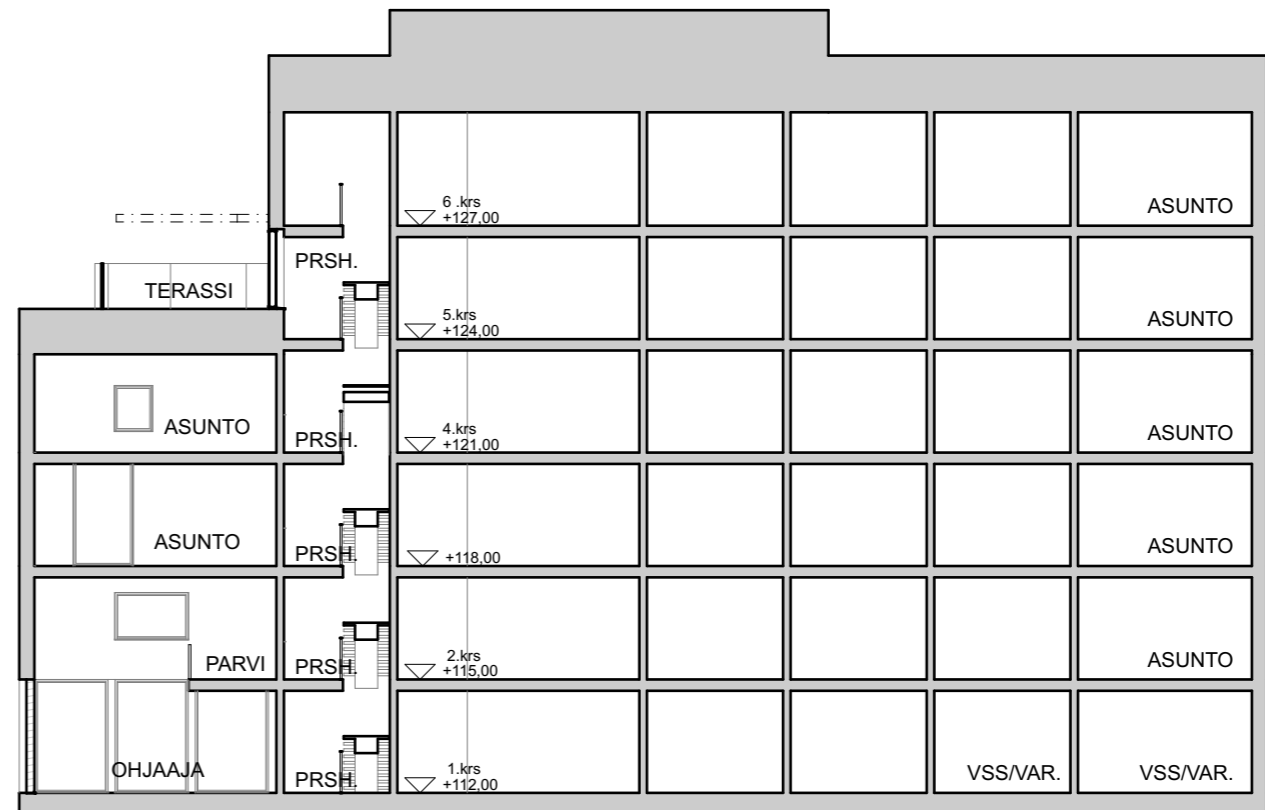 6 .krs
+127,00
ASUNTO
PRSH.
TERASSI
5.krs
+124,00
ASUNTO
ASUNTO
PRSH.
4.krs
+121,00
ASUNTO
ASUNTO
PRSH.
+118,00
ASUNTO
PARVI
PRSH.
2.krs
+115,00
ASUNTO
OHJAAJA
PRSH.
1.krs
+112,00
VSS/VAR.
VSS/VAR.